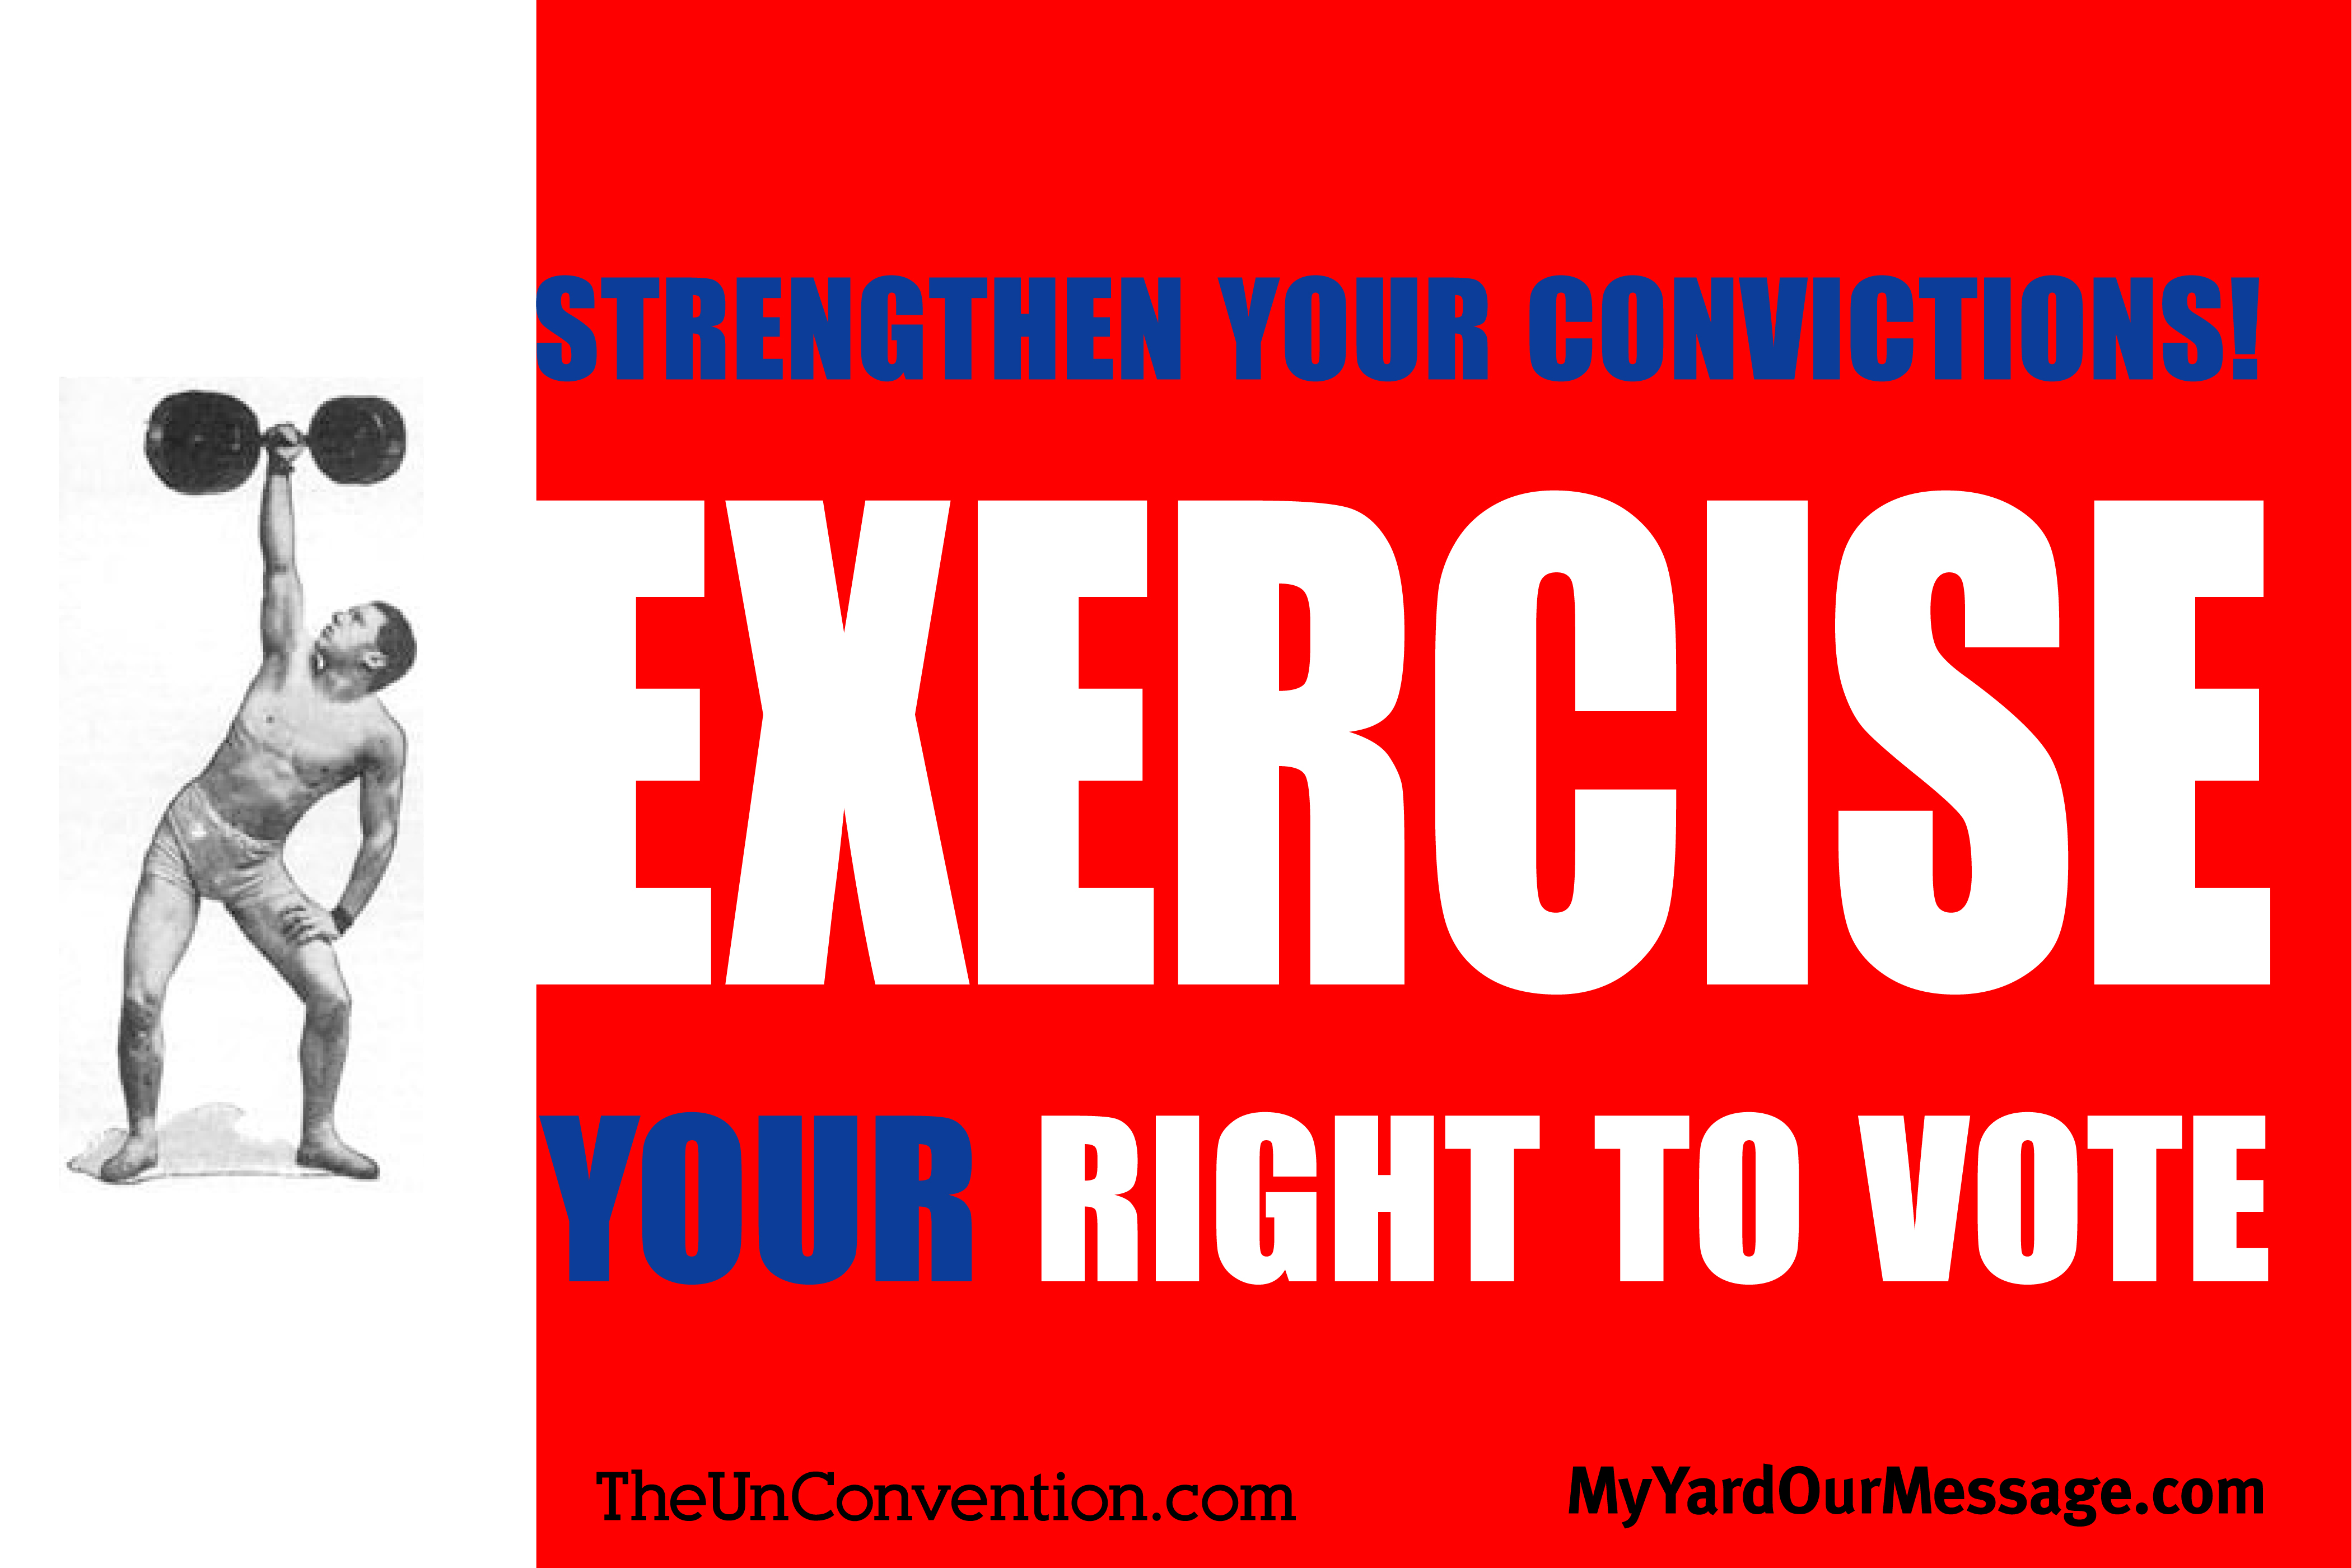 STRENGTHEN YOUR CONVICTIONS!
EXERCISE
YOUR RIGHT TO VOTE
TheUnConvention.com
MyYardOurMessage.com